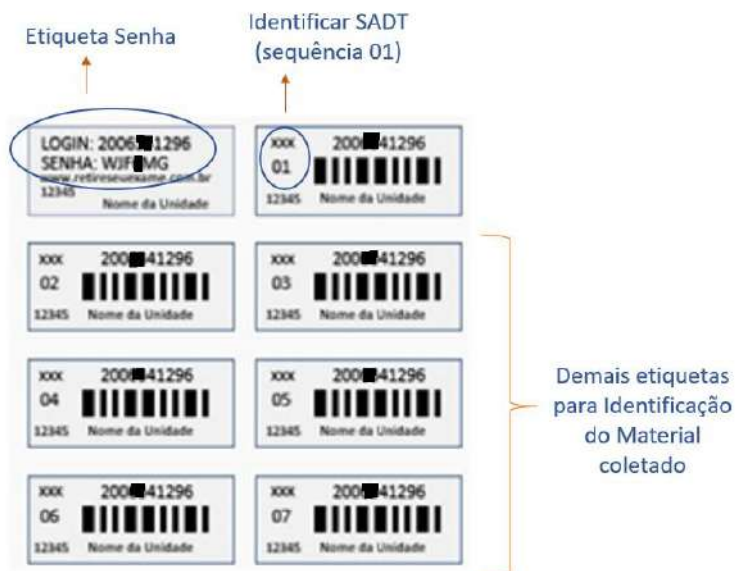 Etiqueta Senha
Identificar SADT
(sequência 01)
LOGIN:
SENHA:
www.retireseuexame.com.br
12345
Nome da Unidade
xxx
01
12345 Nome da Unidade
xxx
02
12345 Nome da Unidade
xxx
03
12345 Nome da Unidade
xxx
04
12345 Nome da Unidade
xxx
05
12345 Nome da Unidade
xxx
06
12345 Nome da Unidade
xxx
07
12345 Nome da Unidade
Demais etiquetas
para Identificação
do Material
coletado